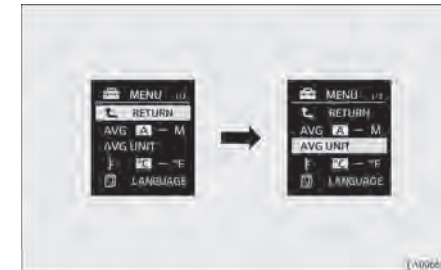 MENU
RETURN
AVG A – M
AVG UNIT
°C – °F
LANGUAGE
MENU
RETURN
AVG A – M
AVG UNIT
°C – °F
LANGUAGE